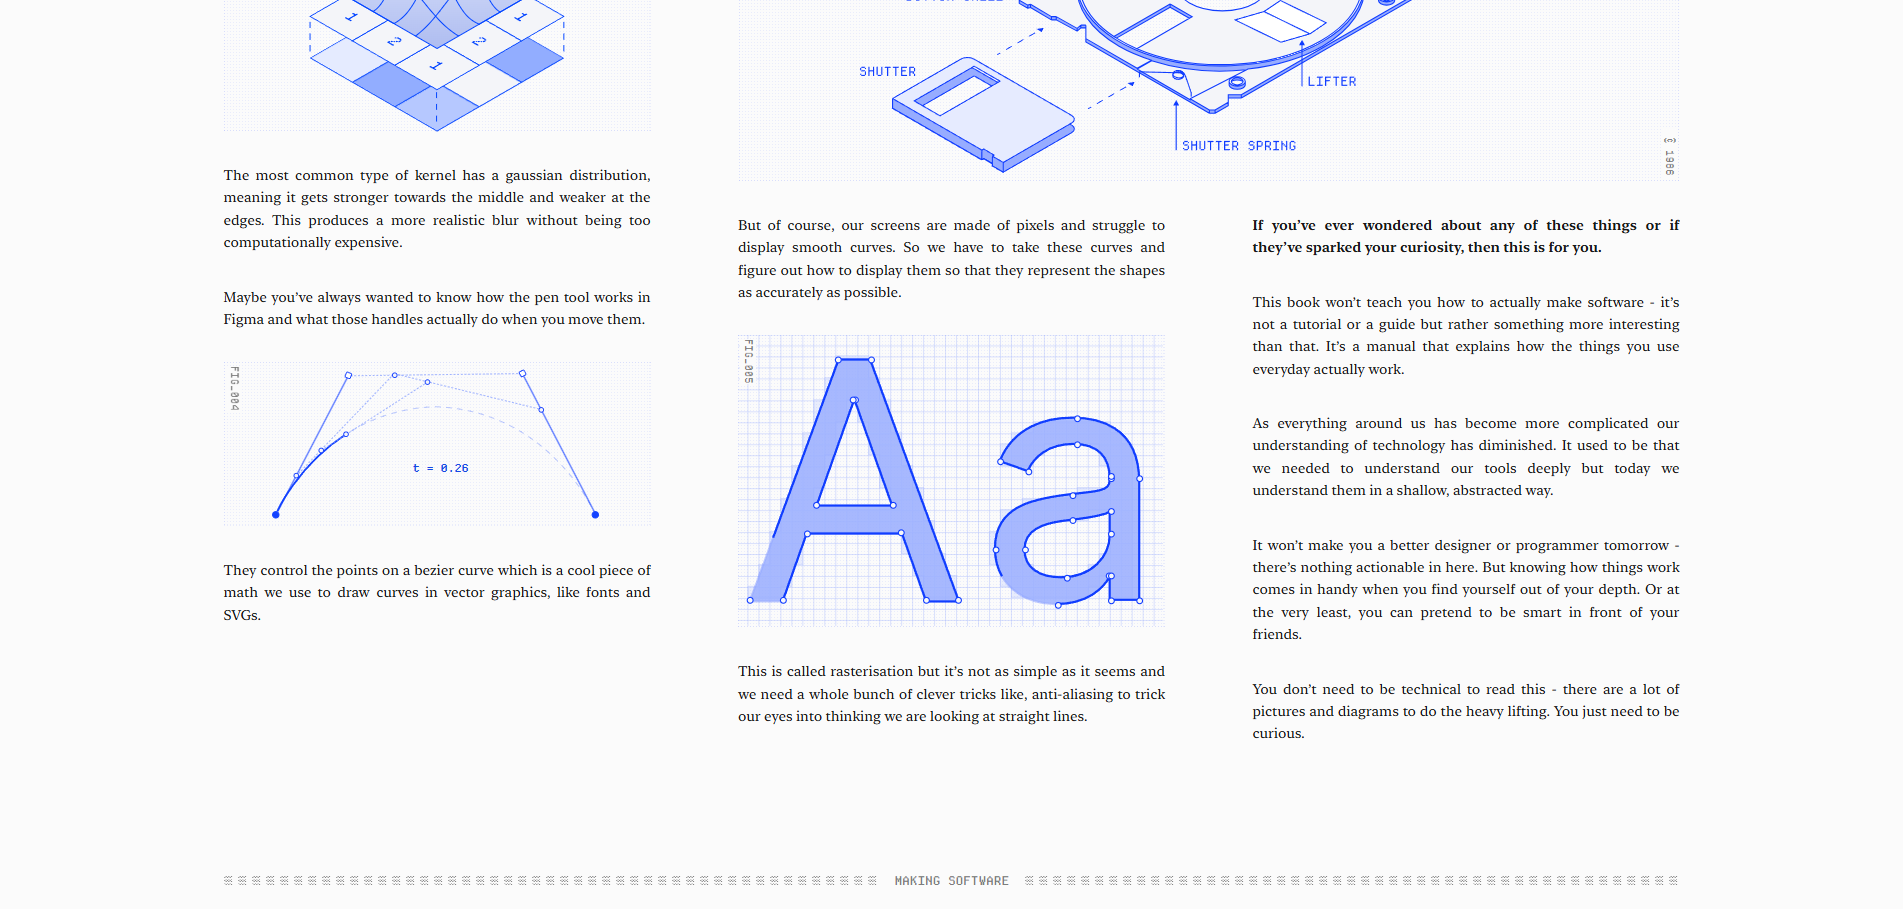 1
2
1
2
1
The most common type of kernel has a gaussian distribution,
meaning it gets stronger towards the middle and weaker at the
edges. This produces a more realistic blur without being too
computationally expensive.
Maybe you’ve always wanted to know how the pen tool works in
Figma and what those handles actually do when you move them.
FIG_004
t = 0.26
They control the points on a bezier curve which is a cool piece of
math we use to draw curves in vector graphics, like fonts and
SVGs.
SHUTTER
LIFTER
SHUTTER SPRING
1986
But of course, our screens are made of pixels and struggle to
display smooth curves. So we have to take these curves and
figure out how to display them so that they represent the shapes
as accurately as possible.
FIG_005
Aa
This is called rasterisation but it’s not as simple as it seems and
we need a whole bunch of clever tricks like, anti-aliasing to trick
our eyes into thinking we are looking at straight lines.
If you’ve ever wondered about any of these things or if
they’ve sparked your curiosity, then this is for you.
This book won’t teach you how to actually make software - it’s
not a tutorial or a guide but rather something more interesting
than that. It’s a manual that explains how the things you use
everyday actually work.
As everything around us has become more complicated our
understanding of technology has diminished. It used to be that
we needed to understand our tools deeply but today we
understand them in a shallow, abstracted way.
It won’t make you a better designer or programmer tomorrow -
there’s nothing actionable in here. But knowing how things work
comes in handy when you find yourself out of your depth. Or at
the very least, you can pretend to be smart in front of your
friends.
You don’t need to be technical to read this - there are a lot of
pictures and diagrams to do the heavy lifting. You just need to be
curious.
MAKING SOFTWARE